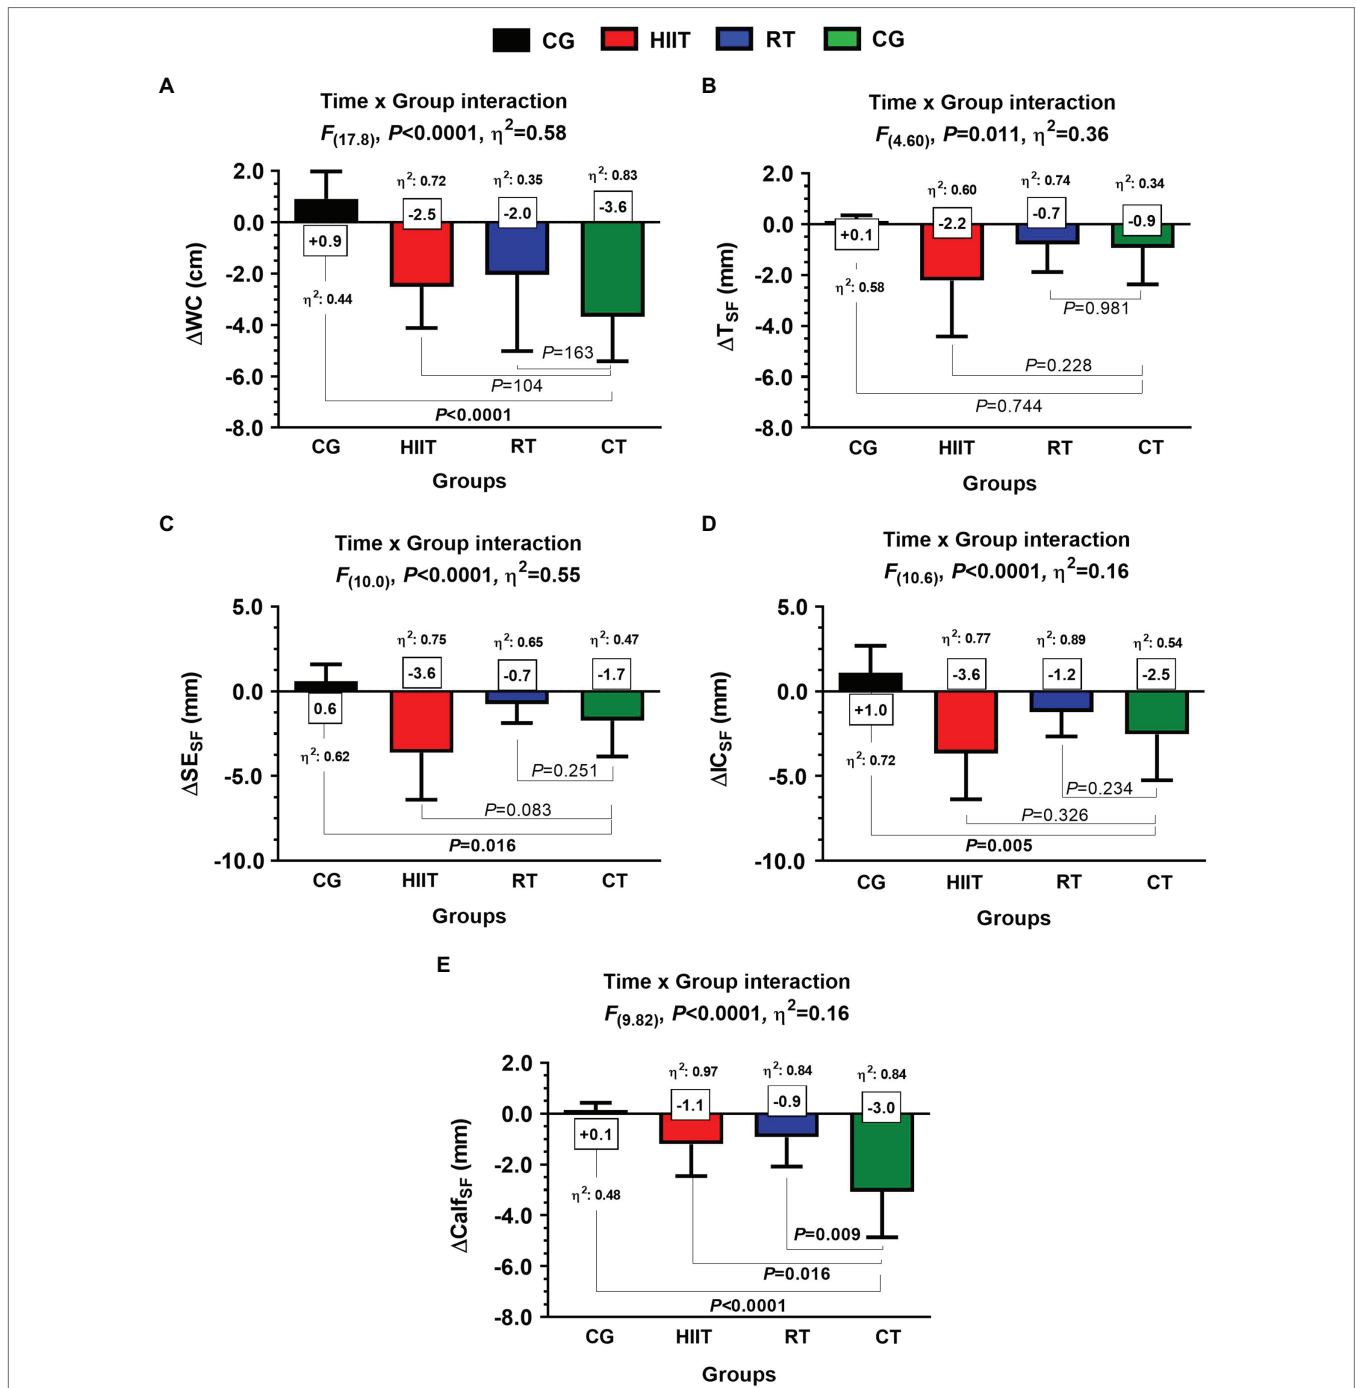 CG HIIT RT CG
A
Time x Group interaction
F(17.8), P<0.0001, η2=0.58
2.0
0.0
-2.0
-4.0
-6.0
-8.0
ΔWC (cm)
η2: 0.72
η2: 0.35
η2: 0.83
+0.9
-2.5
-2.0
-3.6
η2: 0.44
P=163
P=104
P<0.0001
CG HIIT RT CT
Groups
B
Time x Group interaction
F(4.60), P=0.011, η2=0.36
2.0
0.0
-2.0
-4.0
-6.0
-8.0
ΔTSF (mm)
η2: 0.60
η2: 0.74
η2: 0.34
+0.1
-2.2
-0.7
-0.9
η2: 0.58
P=0.981
P=0.228
P=0.744
CG HIIT RT CT
Groups
C
Time x Group interaction
F(10.0), P<0.0001, η2=0.55
5.0
0.0
-5.0
-10.0
ΔSESF (mm)
η2: 0.75
η2: 0.65
η2: 0.47
0.6
-3.6
-0.7
-1.7
η2: 0.62
P=0.251
P=0.083
P=0.016
CG HIIT RT CT
Groups
D
Time x Group interaction
F(10.6), P<0.0001, η2=0.16
5.0
0.0
-5.0
-10.0
ΔICSF (mm)
η2: 0.77
η2: 0.89
η2: 0.54
+1.0
-3.6
-1.2
-2.5
η2: 0.72
P=0.234
P=0.326
P=0.005
CG HIIT RT CT
Groups
E
Time x Group interaction
F(9.82), P<0.0001, η2=0.16
2.0
0.0
-2.0
-4.0
-6.0
-8.0
ΔCalfSF (mm)
η2: 0.97
η2: 0.84
η2: 0.84
+0.1
-1.1
-0.9
-3.0
η2: 0.48
P=0.009
P=0.016
P<0.0001
CG HIIT RT CT
Groups